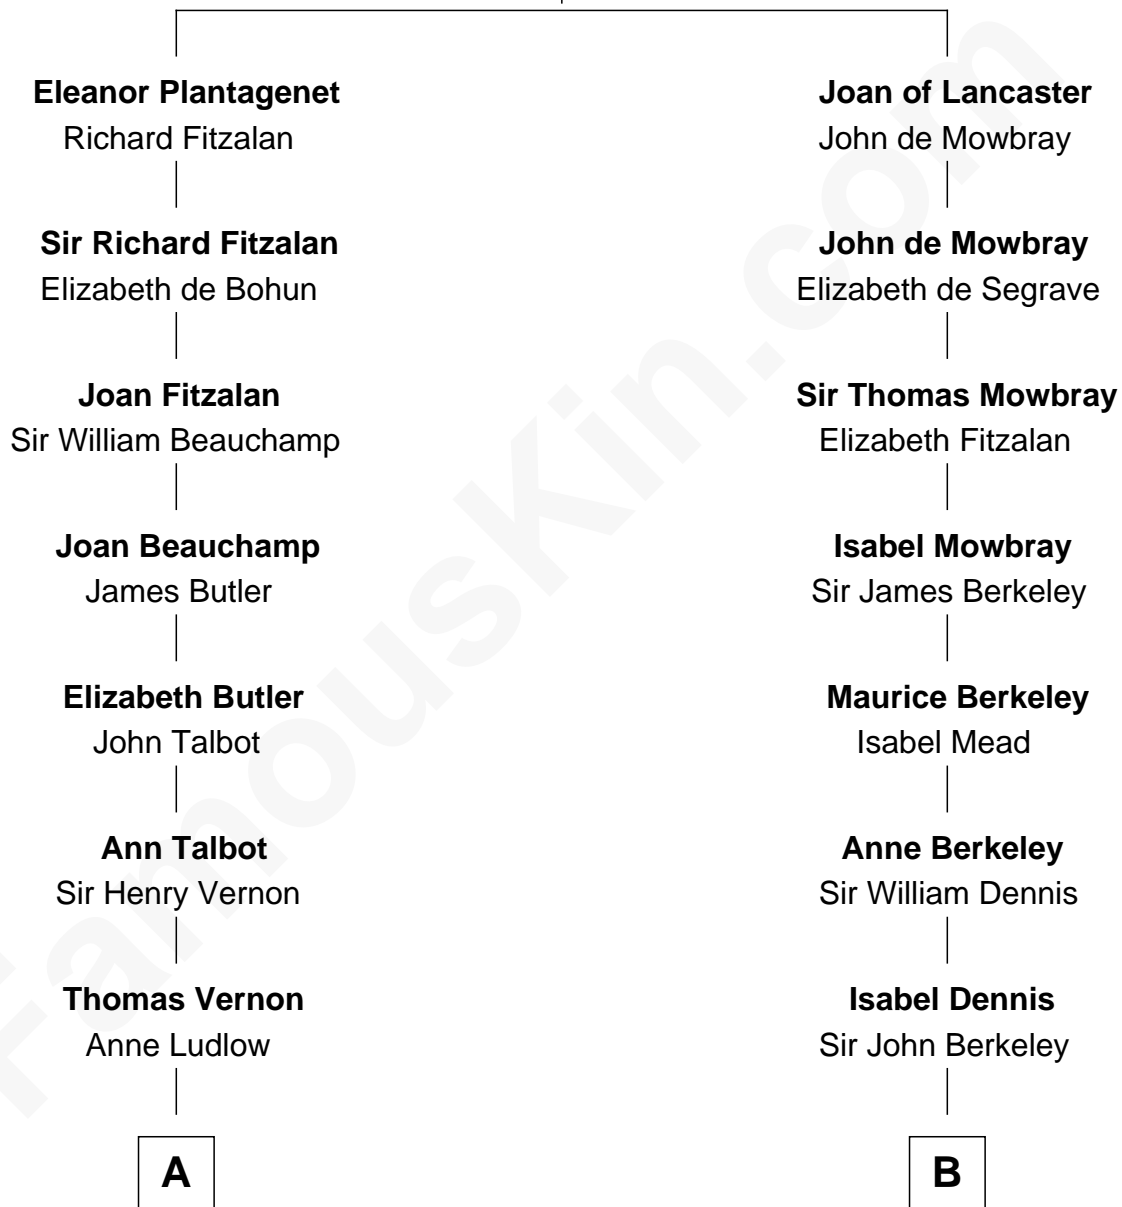 Eleanor Plantagenet
Richard Fitzalan
Sir Richard Fitzalan
Elizabeth de Bohun
Joan Fitzalan
Sir William Beauchamp
Joan Beauchamp
James Butler
Elizabeth Butler
John Talbot
Ann Talbot
Sir Henry Vernon
Thomas Vernon
Anne Ludlow
A
Joan of Lancaster
John de Mowbray
John de Mowbray
Elizabeth de Segrave
Sir Thomas Mowbray
Elizabeth Fitzalan
Isabel Mowbray
Sir James Berkeley
Maurice Berkeley
Isabel Mead
Anne Berkeley
Sir William Dennis
Isabel Dennis
Sir John Berkeley
B
FamousKin.com